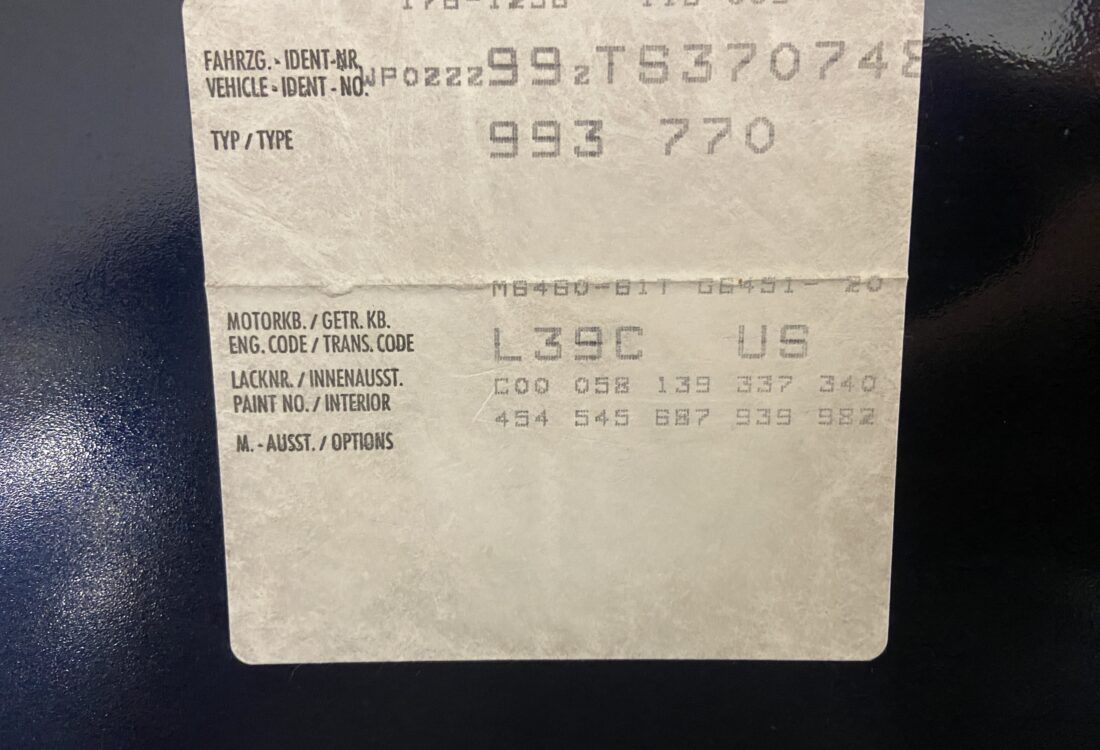 FAHRZG.-IDENT-NR.
VEHICLE-IDENT-NO. WP0ZZZ99ZTS370748
TYP / TYPE 993 770
M6460-61T G6451- 20
MOTORKB. / GETR. KB.
ENG. CODE / TRANS. CODE L39C US
LACKNR. / INNENAUSST. C00 058 139 337 340
PAINT NO. / INTERIOR 454 545 687 939 982
M. - AUSST. / OPTIONS